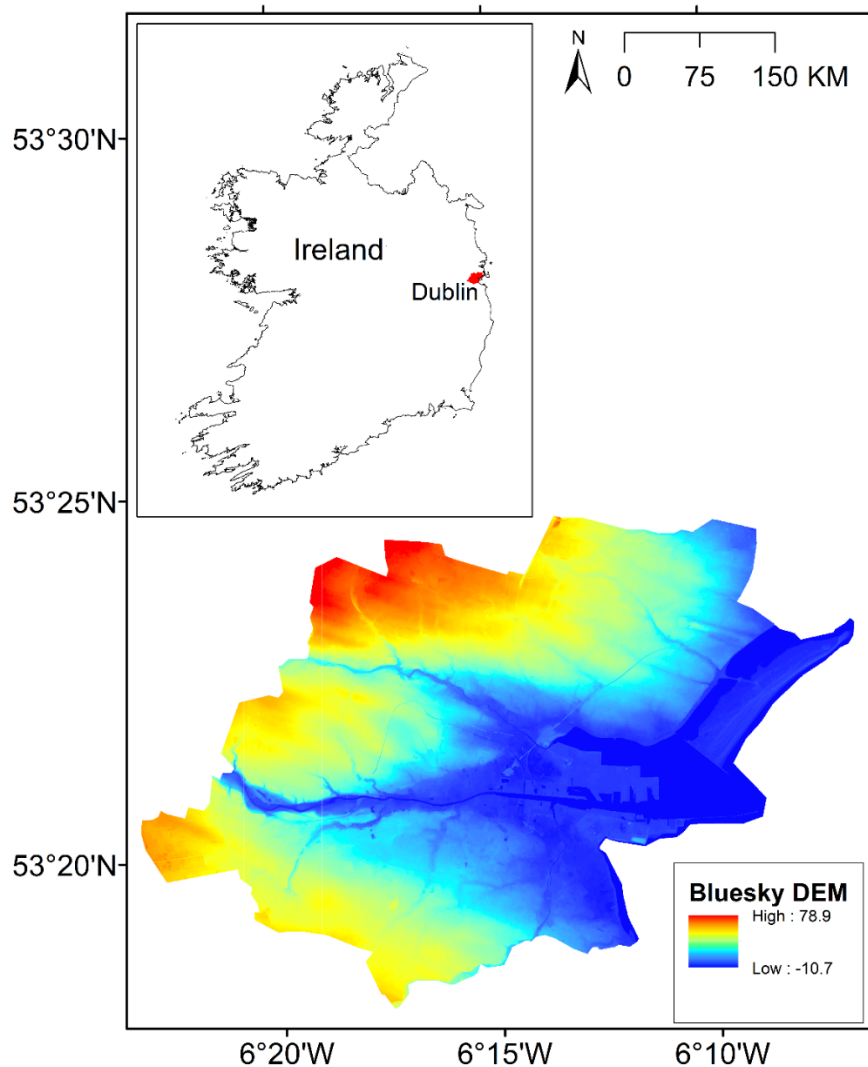 N
0 75 150 KM
53°30'N
Ireland
Dublin
53°25'N
53°20'N
Bluesky DEM
High : 78.9
Low : -10.7
6°20'W 6°15'W 6°10'W